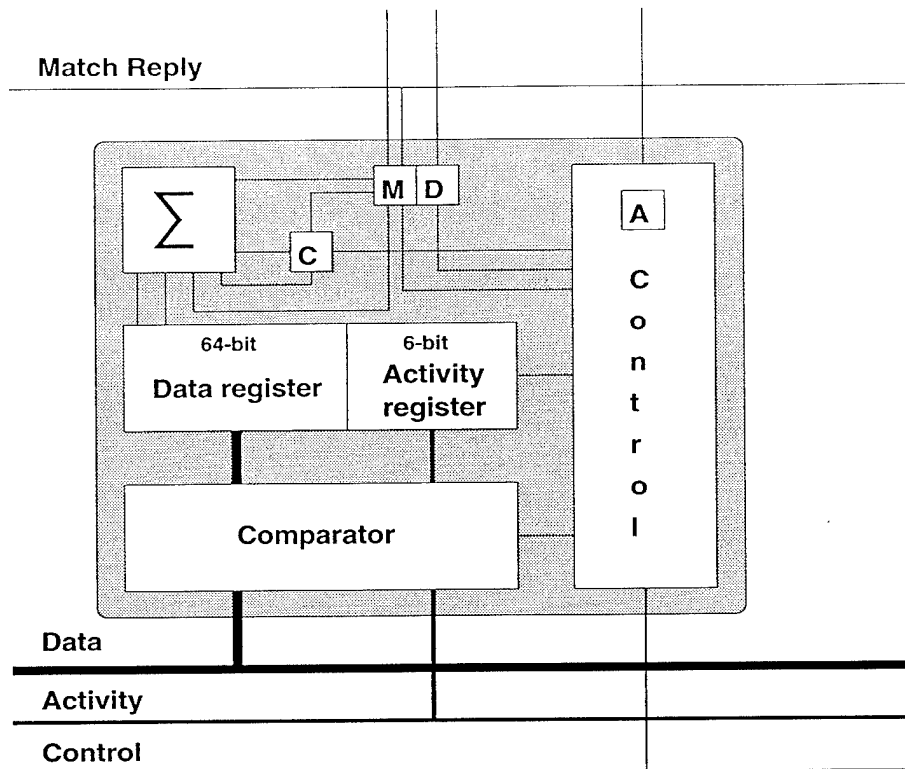 Match Reply
Σ
M D
A
C
64-bit
Data register
6-bit
Activity
register
C
o
n
t
r
o
l
Comparator
Data
Activity
Control